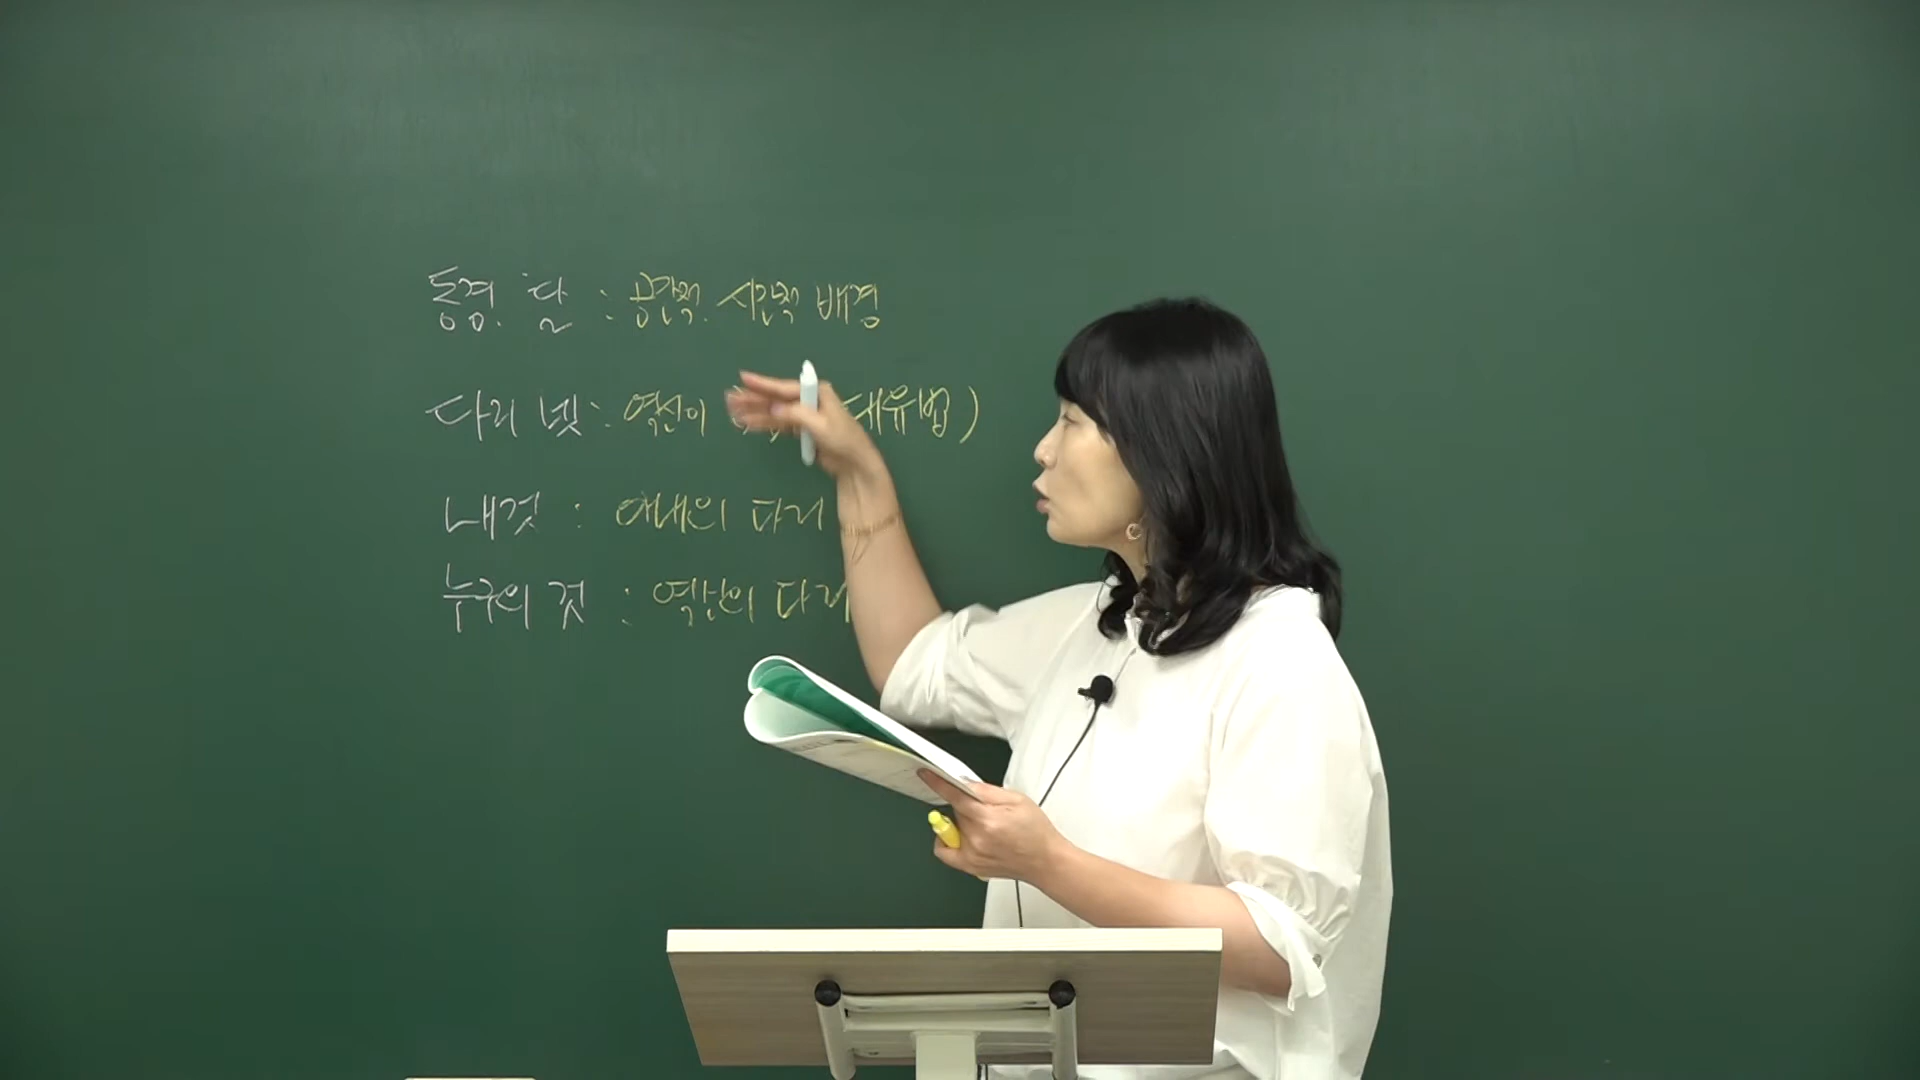 동경. 달 : 공간적. 시간적 배경
다리 넷 : 역신이 대유법)
내것 : 아내의 다리
누구의 것 : 역신의 다리